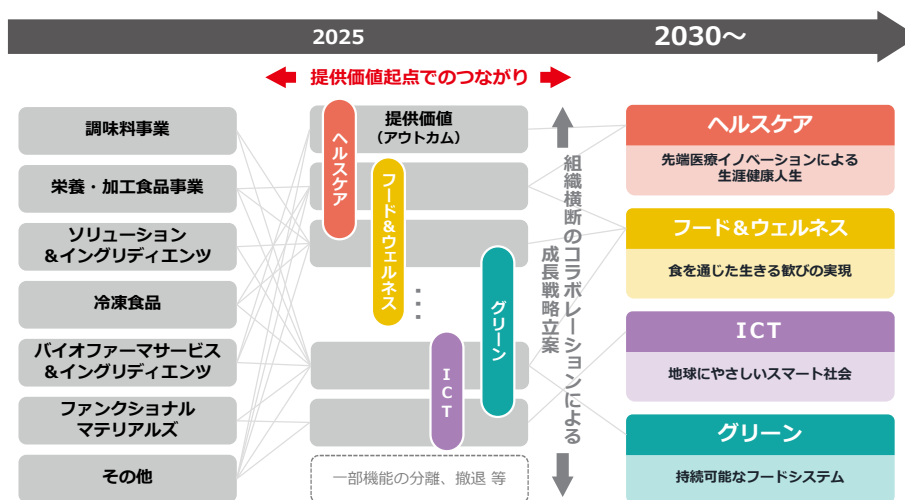 2025
2030～
提供価値起点でのつながり
調味料事業
栄養・加工食品事業
ソリューション
&イングリディエンツ
冷凍食品
バイオファーマサービス
&イングリディエンツ
ファンクショナル
マテリアルズ
その他
提供価値
（アウトカム）
ヘルスケア
フード&ウェルネス
グリーン
ICT
…
一部機能の分離、撤退 等
組織横断のコラボレーションによる
成長戦略立案
ヘルスケア
先端医療イノベーションによる
生涯健康人生
フード&ウェルネス
食を通じた生きる歓びの実現
ICT
地球にやさしいスマート社会
グリーン
持続可能なフードシステム